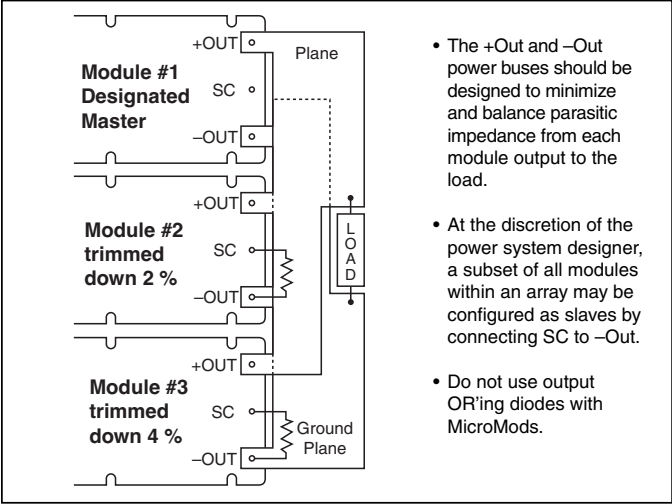 +OUT
Plane
Module #1
Designated
Master
SC
–OUT
+OUT
Module #2
trimmed
down 2 %
SC
–OUT
LOAD
+OUT
Module #3
trimmed
down 4 %
SC
Ground
Plane
–OUT
• The +Out and –Out
power buses should be
designed to minimize
and balance parasitic
impedance from each
module output to the
load.
• At the discretion of the
power system designer,
a subset of all modules
within an array may be
configured as slaves by
connecting SC to –Out.
• Do not use output
OR'ing diodes with
MicroMods.